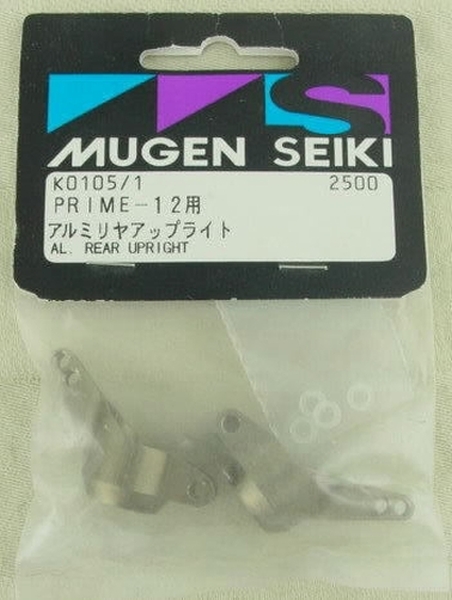 MUGEN SEIKI
K0105/1 2500
PRIME-12用
アルミリヤアップライト
AL. REAR UPRIGHT